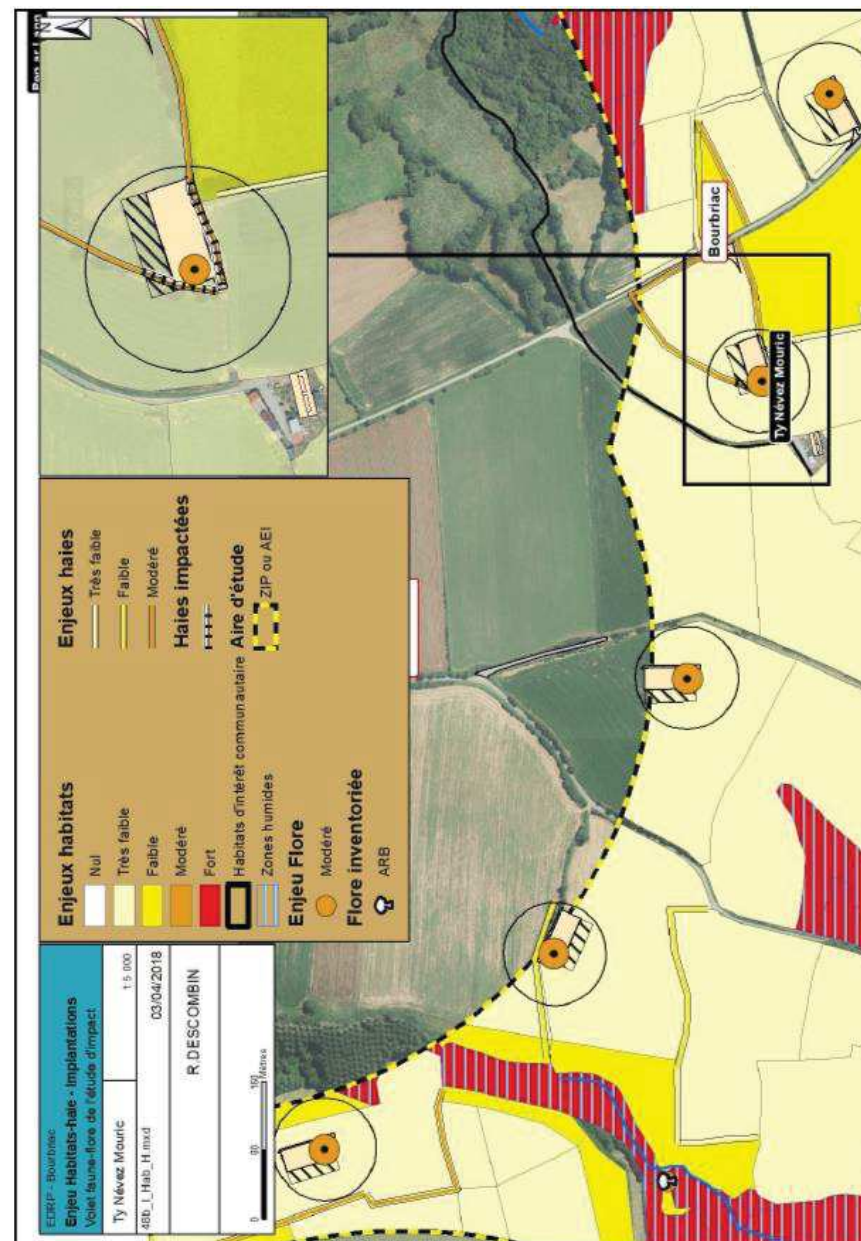 EDRP - Bourbriac
Enjeu Habitats-haie - Implantations
Volet faune-flore de l'étude d'impact
Ty Névez Mouric
1:5 000
48b_I_Hab_H.mxd
03/04/2018
R.DESCOMBIN
0
80
160
Mètres
Enjeux habitats
Nul
Très faible
Faible
Modéré
Fort
Habitats d'intérêt communautaire
Zones humides
Enjeu Flore
Modéré
Flore inventoriée
ARB
Enjeux haies
Très faible
Faible
Modéré
Haies impactées
Aire d'étude
ZIP ou AEI
N
Bourbriac
Ty Névez Mouric